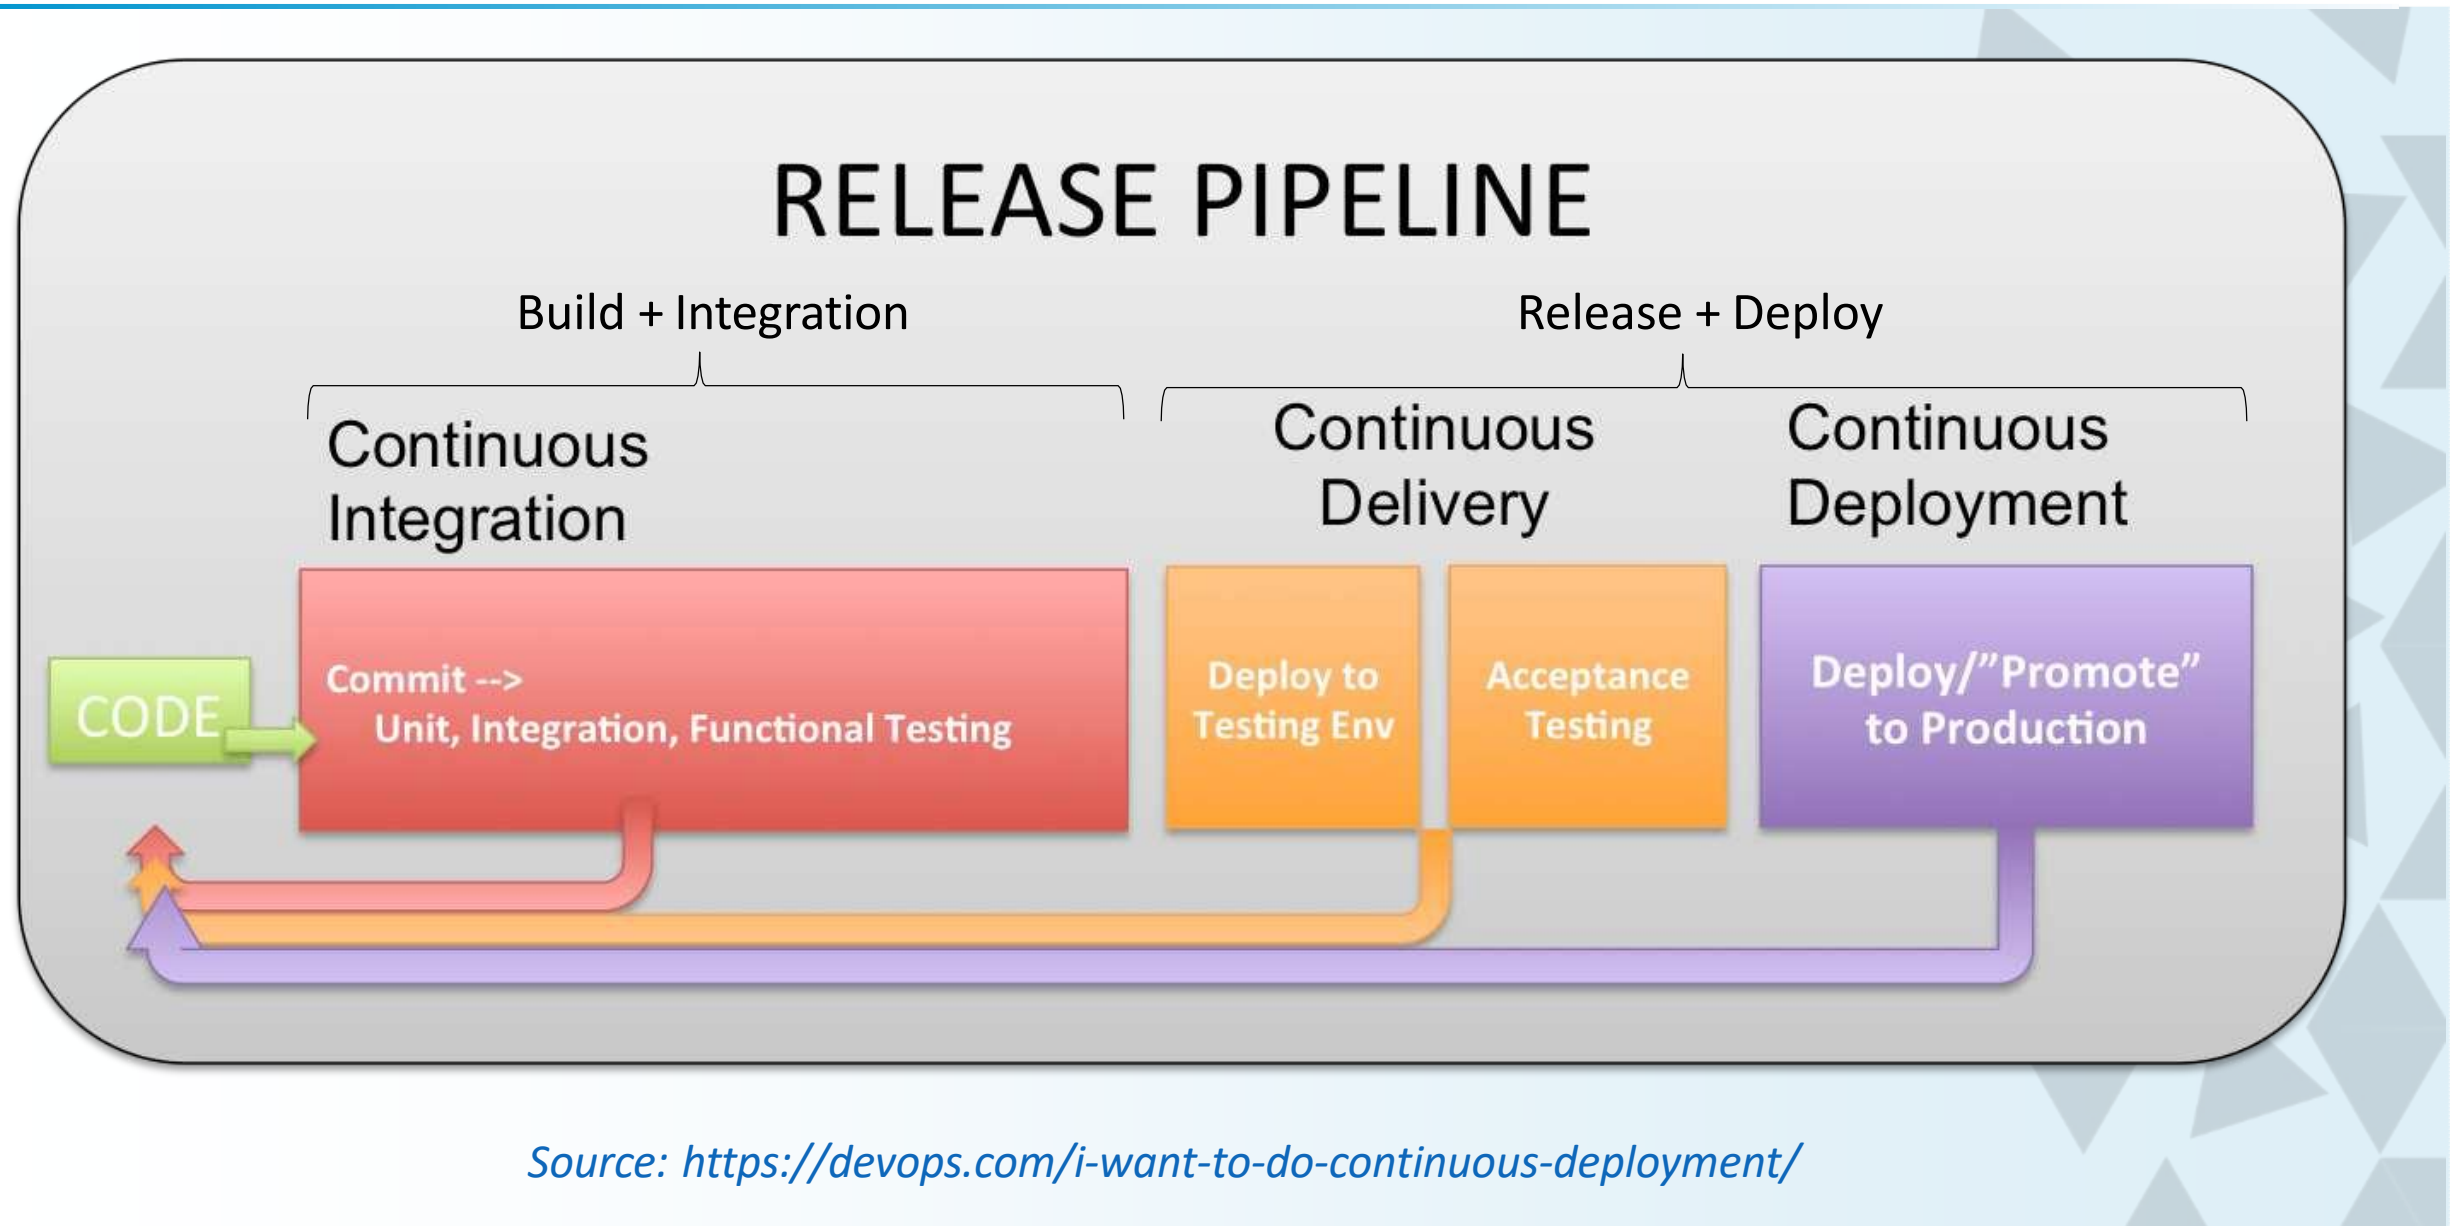 RELEASE PIPELINE
Build + Integration
Release + Deploy
Continuous
Integration
Continuous
Delivery
Continuous
Deployment
CODE
Commit -->
Unit, Integration, Functional Testing
Deploy to
Testing Env
Acceptance
Testing
Deploy/”Promote”
to Production
Source: https://devops.com/i-want-to-do-continuous-deployment/